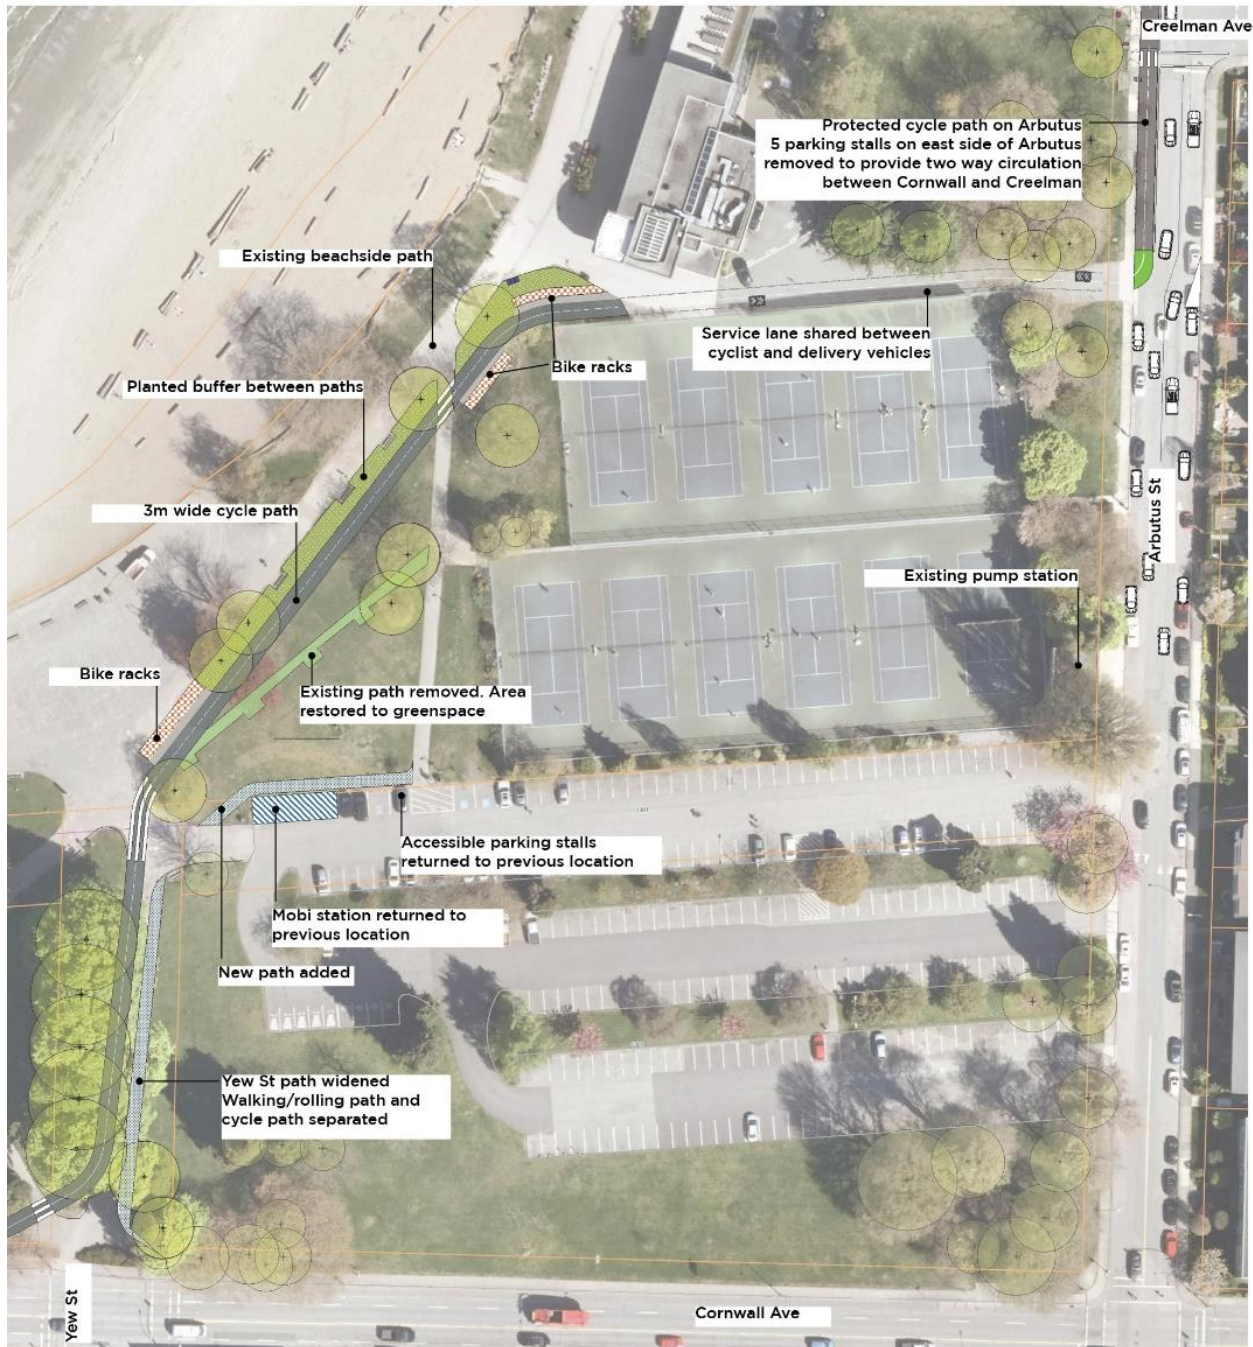 Creelman Ave
Protected cycle path on Arbutus
5 parking stalls on east side of Arbutus
removed to provide two way circulation
between Cornwall and Creelman
Existing beachside path
Service lane shared between
cyclist and delivery vehicles
Bike racks
Planted buffer between paths
3m wide cycle path
Arbutus St
Existing pump station
Bike racks
Existing path removed. Area
restored to greenspace
Accessible parking stalls
returned to previous location
Mobi station returned to
previous location
New path added
Yew St path widened
Walking/rolling path and
cycle path separated
Yew St
Cornwall Ave